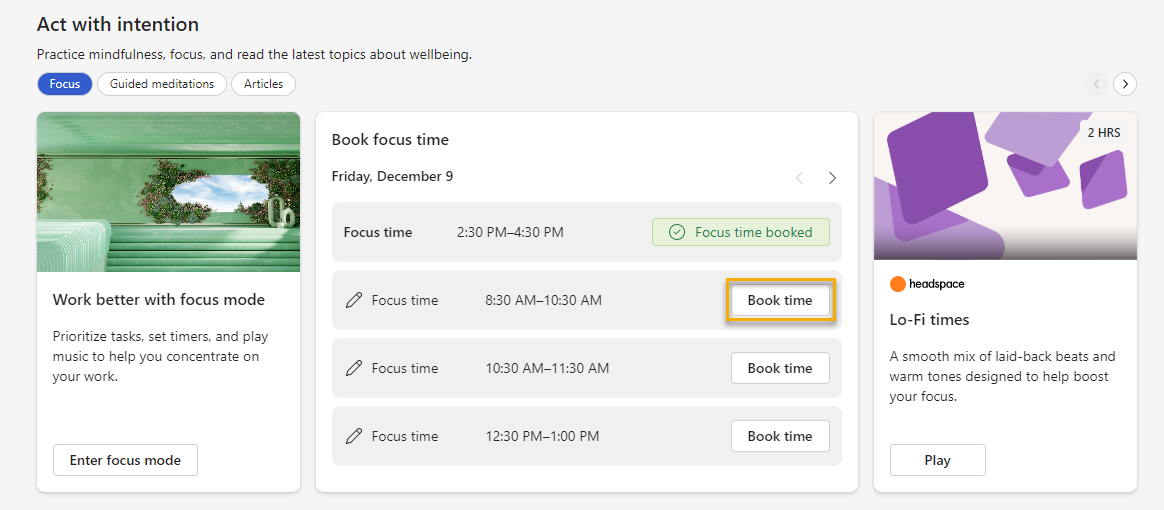 Act with intention
Practice mindfulness, focus, and read the latest topics about wellbeing.
Focus
Guided meditations
Articles
Work better with focus mode
Prioritize tasks, set timers, and play
music to help you concentrate on
your work.
Enter focus mode
Book focus time
Friday, December 9
Focus time 2:30 PM–4:30 PM Focus time booked
Focus time 8:30 AM–10:30 AM Book time
Focus time 10:30 AM–11:30 AM Book time
Focus time 12:30 PM–1:00 PM Book time
2 HRS
headspace
Lo-Fi times
A smooth mix of laid-back beats and
warm tones designed to help boost
your focus.
Play